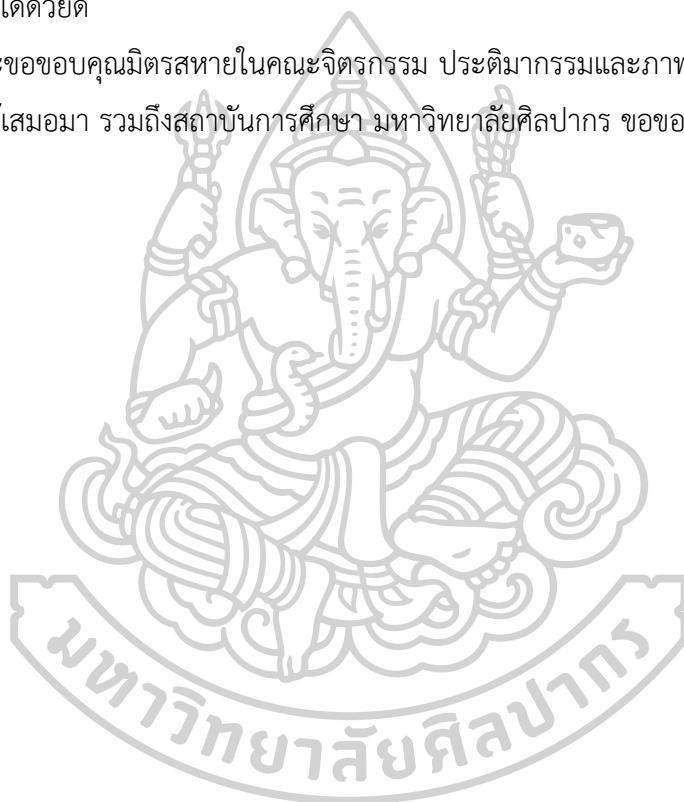 ได้ด้วยดี
ะขอขอบคุณมิตรสหายในคณะจิตรกรรม ประติมากรรมและภาพ
เสมอมา รวมถึงสถาบันการศึกษา มหาวิทยาลัยศิลปากร ขอขอ
มหาวิทยาลัยศิลปากร